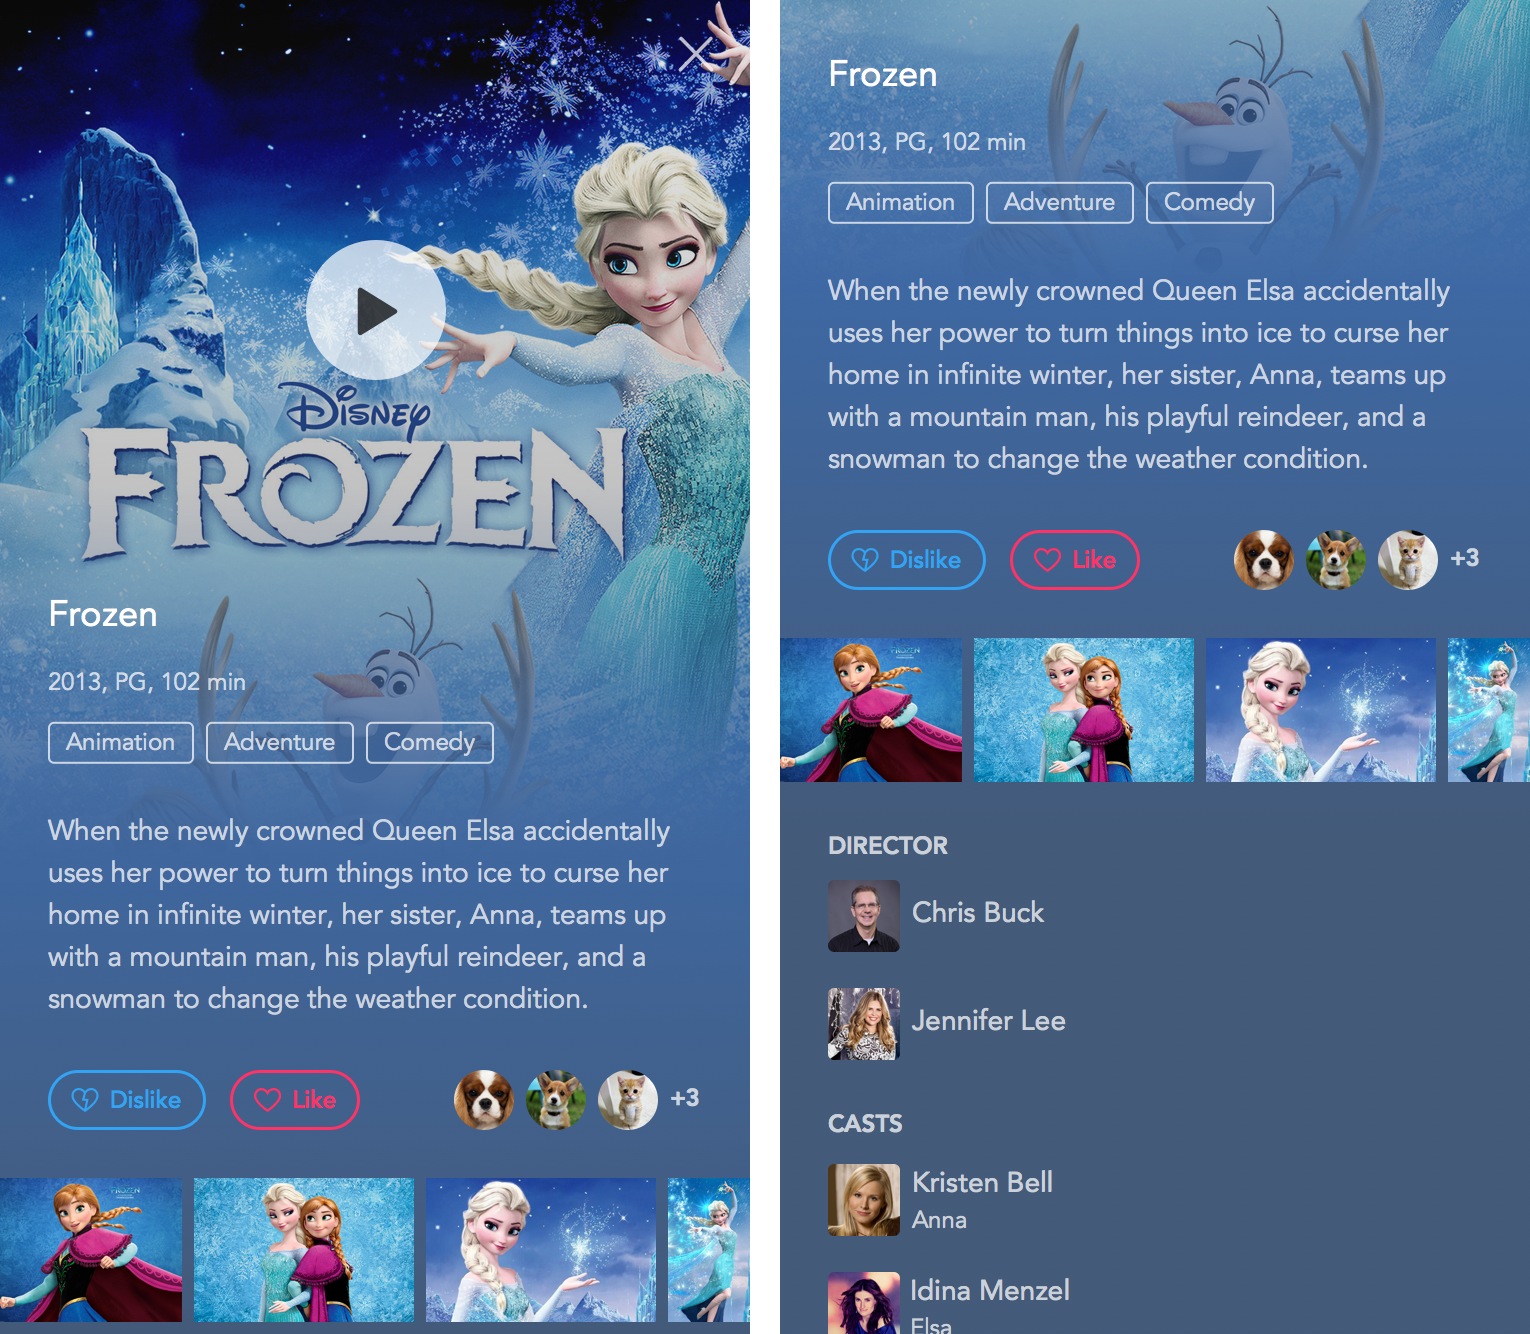 Disney
FROZEN
Frozen
2013, PG, 102 min
Animation
Adventure
Comedy
When the newly crowned Queen Elsa accidentally
uses her power to turn things into ice to curse her
home in infinite winter, her sister, Anna, teams up
with a mountain man, his playful reindeer, and a
snowman to change the weather condition.
Dislike
Like
+3
FROZEN
Frozen
2013, PG, 102 min
Animation
Adventure
Comedy
When the newly crowned Queen Elsa accidentally
uses her power to turn things into ice to curse her
home in infinite winter, her sister, Anna, teams up
with a mountain man, his playful reindeer, and a
snowman to change the weather condition.
Dislike
Like
+3
FROZEN
DIRECTOR
Chris Buck
Jennifer Lee
CASTS
Kristen Bell
Anna
Idina Menzel
Elsa